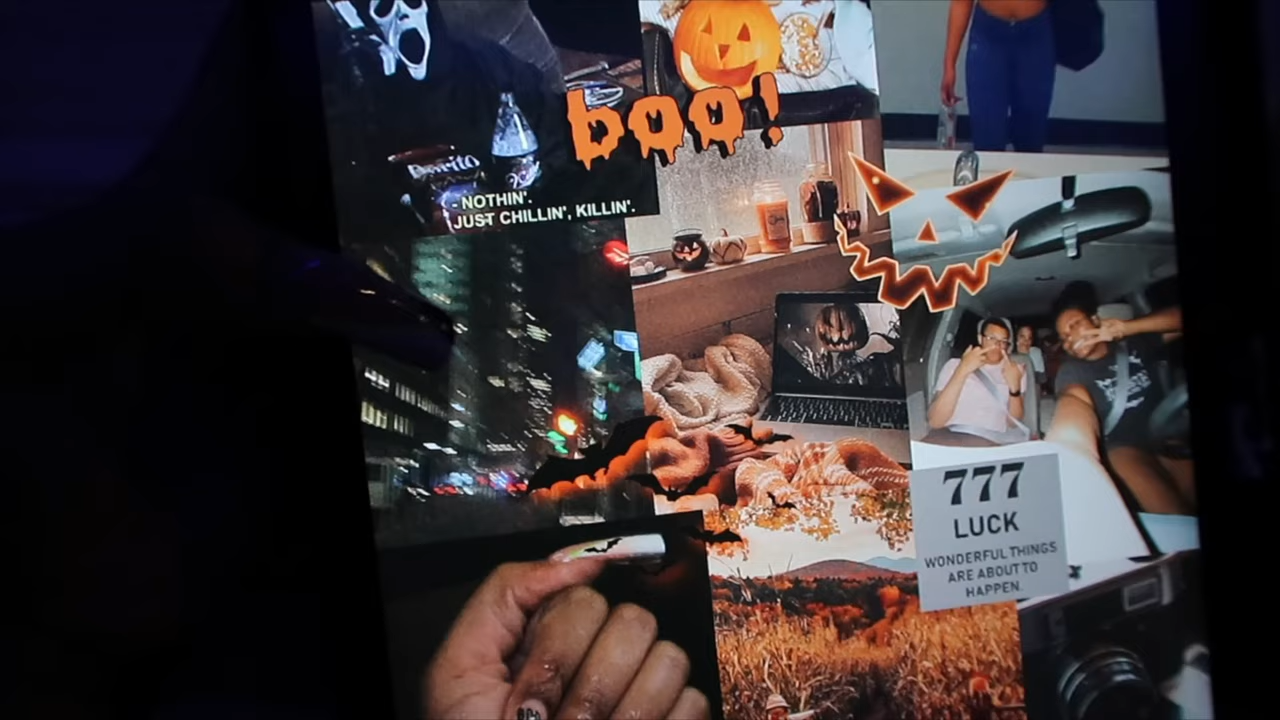 boo!
Dorito
- NOTHIN'.
JUST CHILLIN', KILLIN'.
777
LUCK
WONDERFUL THINGS
ARE ABOUT TO
HAPPEN.